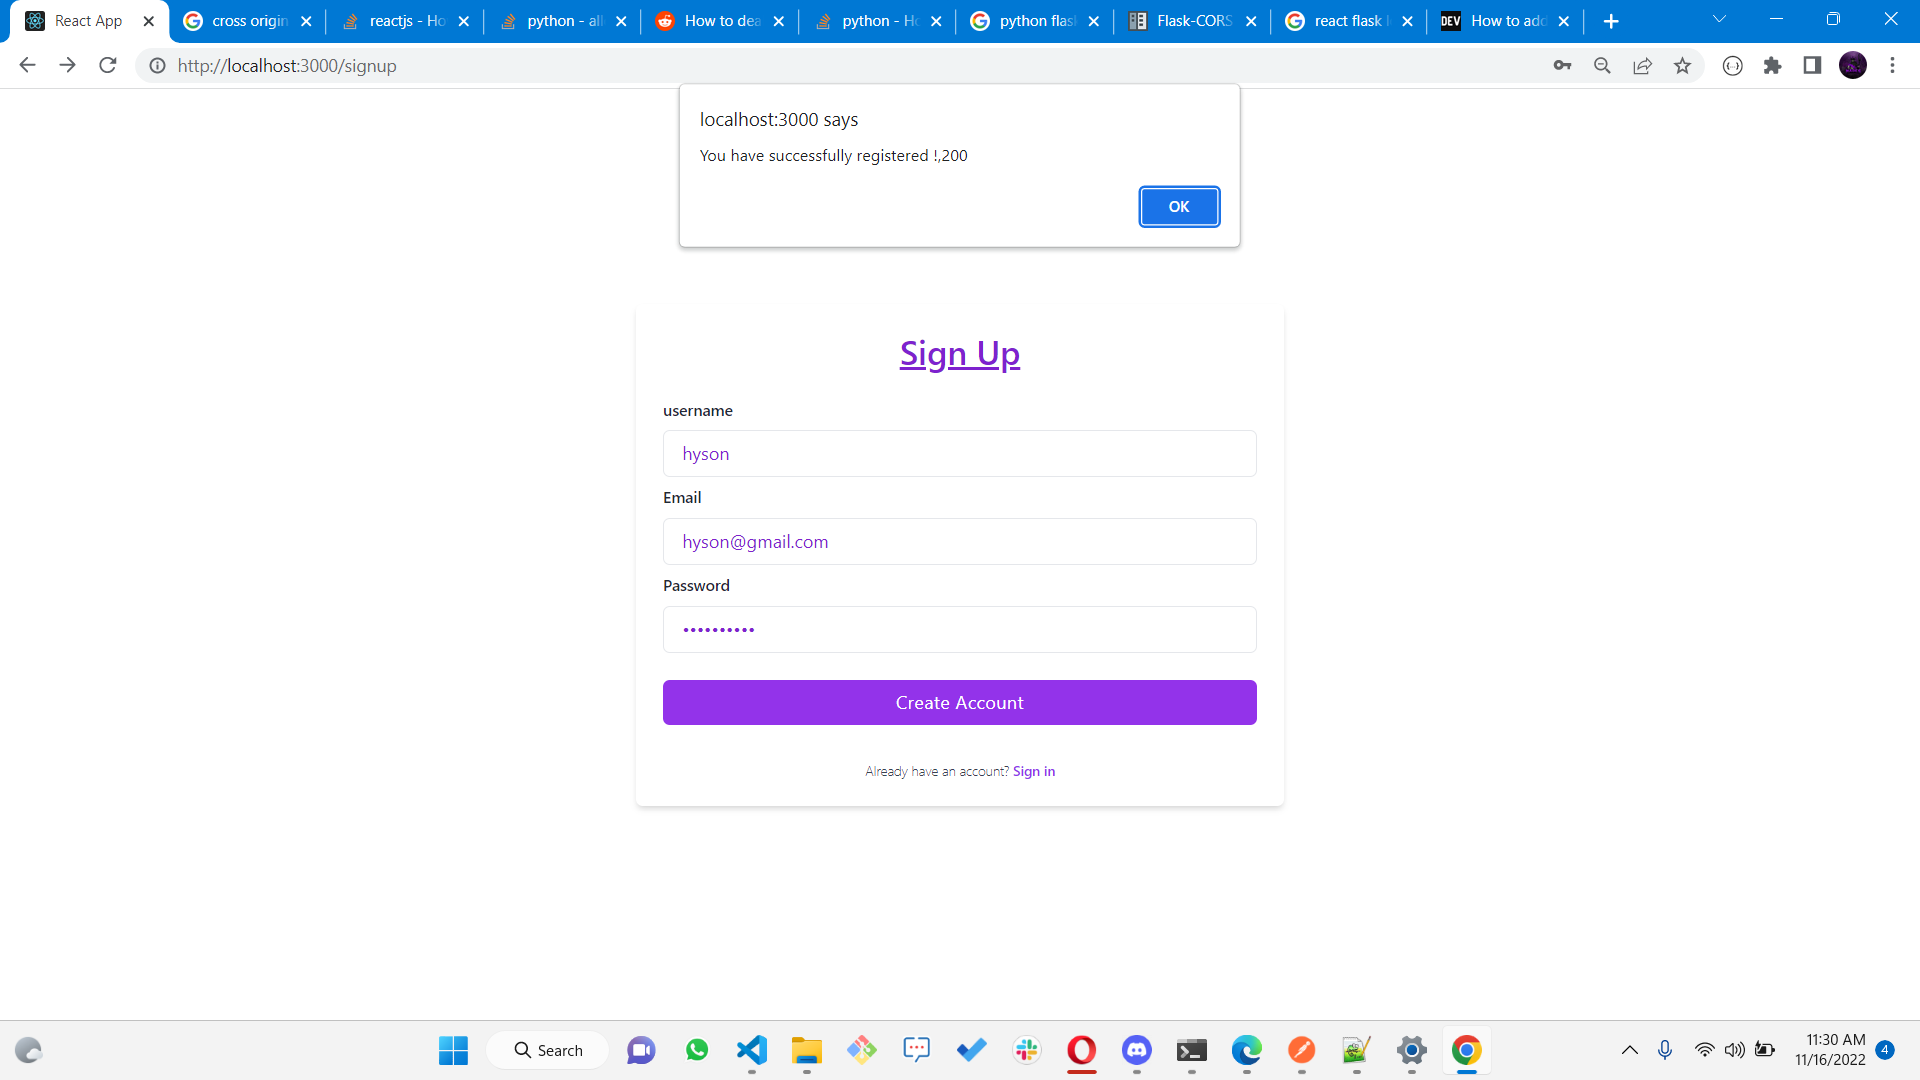 React App
cross origin
reactjs - Ho
python - all
How to dea
python - Ho
python flas
Flask-CORS
react flask l
DEV How to add
http://localhost:3000/signup
localhost:3000 says
You have successfully registered !,200
OK
Sign Up
username
hyson
Email
hyson@gmail.com
Password
Create Account
Already have an account? Sign in
Search
11:30 AM
11/16/2022
4